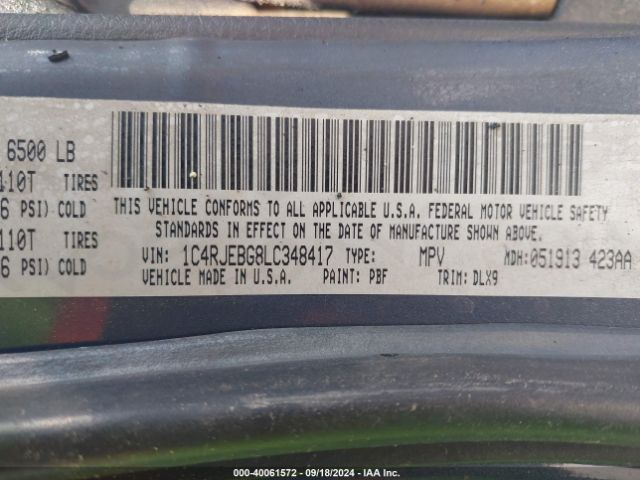 6500 LB
110T TIRES
6 PSI) COLD
110T TIRES
6 PSI) COLD
THIS VEHICLE CONFORMS TO ALL APPLICABLE U.S.A. FEDERAL MOTOR VEHICLE SAFETY
STANDARDS IN EFFECT ON THE DATE OF MANUFACTURE SHOWN ABOVE.
VIN: 1C4RJEBG8LC348417 TYPE: MPV MDH:051913 423AA
VEHICLE MADE IN U.S.A. PAINT: PBF TRIM: DLX9
000-40061572 - 09/18/2024 - IAA Inc.